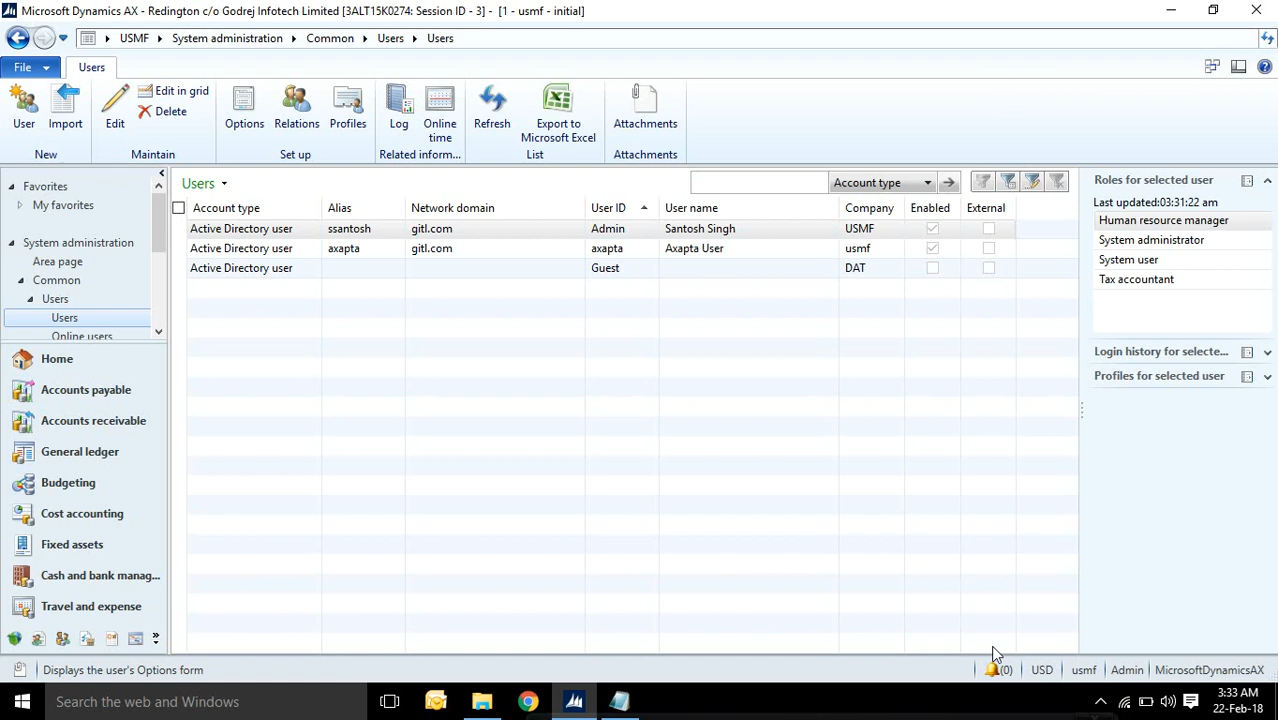 Microsoft Dynamics AX - Redington c/o Godrej Infotech Limited [3ALT15K0274: Session ID - 3] - [1 - usmf - initial]
USMF System administration Common Users Users
File Users
User Import Edit Edit in grid Delete Options Relations Profiles Log Online time Refresh Export to Microsoft Excel Attachments
New Maintain Set up Related inform... List Attachments
Favorites
My favorites
System administration
Area page
Common
Users
Users
Online users
Home
Accounts payable
Accounts receivable
General ledger
Budgeting
Cost accounting
Fixed assets
Cash and bank manag...
Travel and expense
Users Account type
Account type Alias Network domain User ID User name Company Enabled External
Active Directory user ssantosh gitl.com Admin Santosh Singh USMF
Active Directory user axapta gitl.com axapta Axapta User usmf
Active Directory user Guest DAT
Roles for selected user
Last updated:03:31:22 am
Human resource manager
System administrator
System user
Tax accountant
Login history for selecte...
Profiles for selected user
Displays the user's Options form (0) USD usmf Admin MicrosoftDynamicsAX
Search the web and Windows
3:33 AM
22-Feb-18